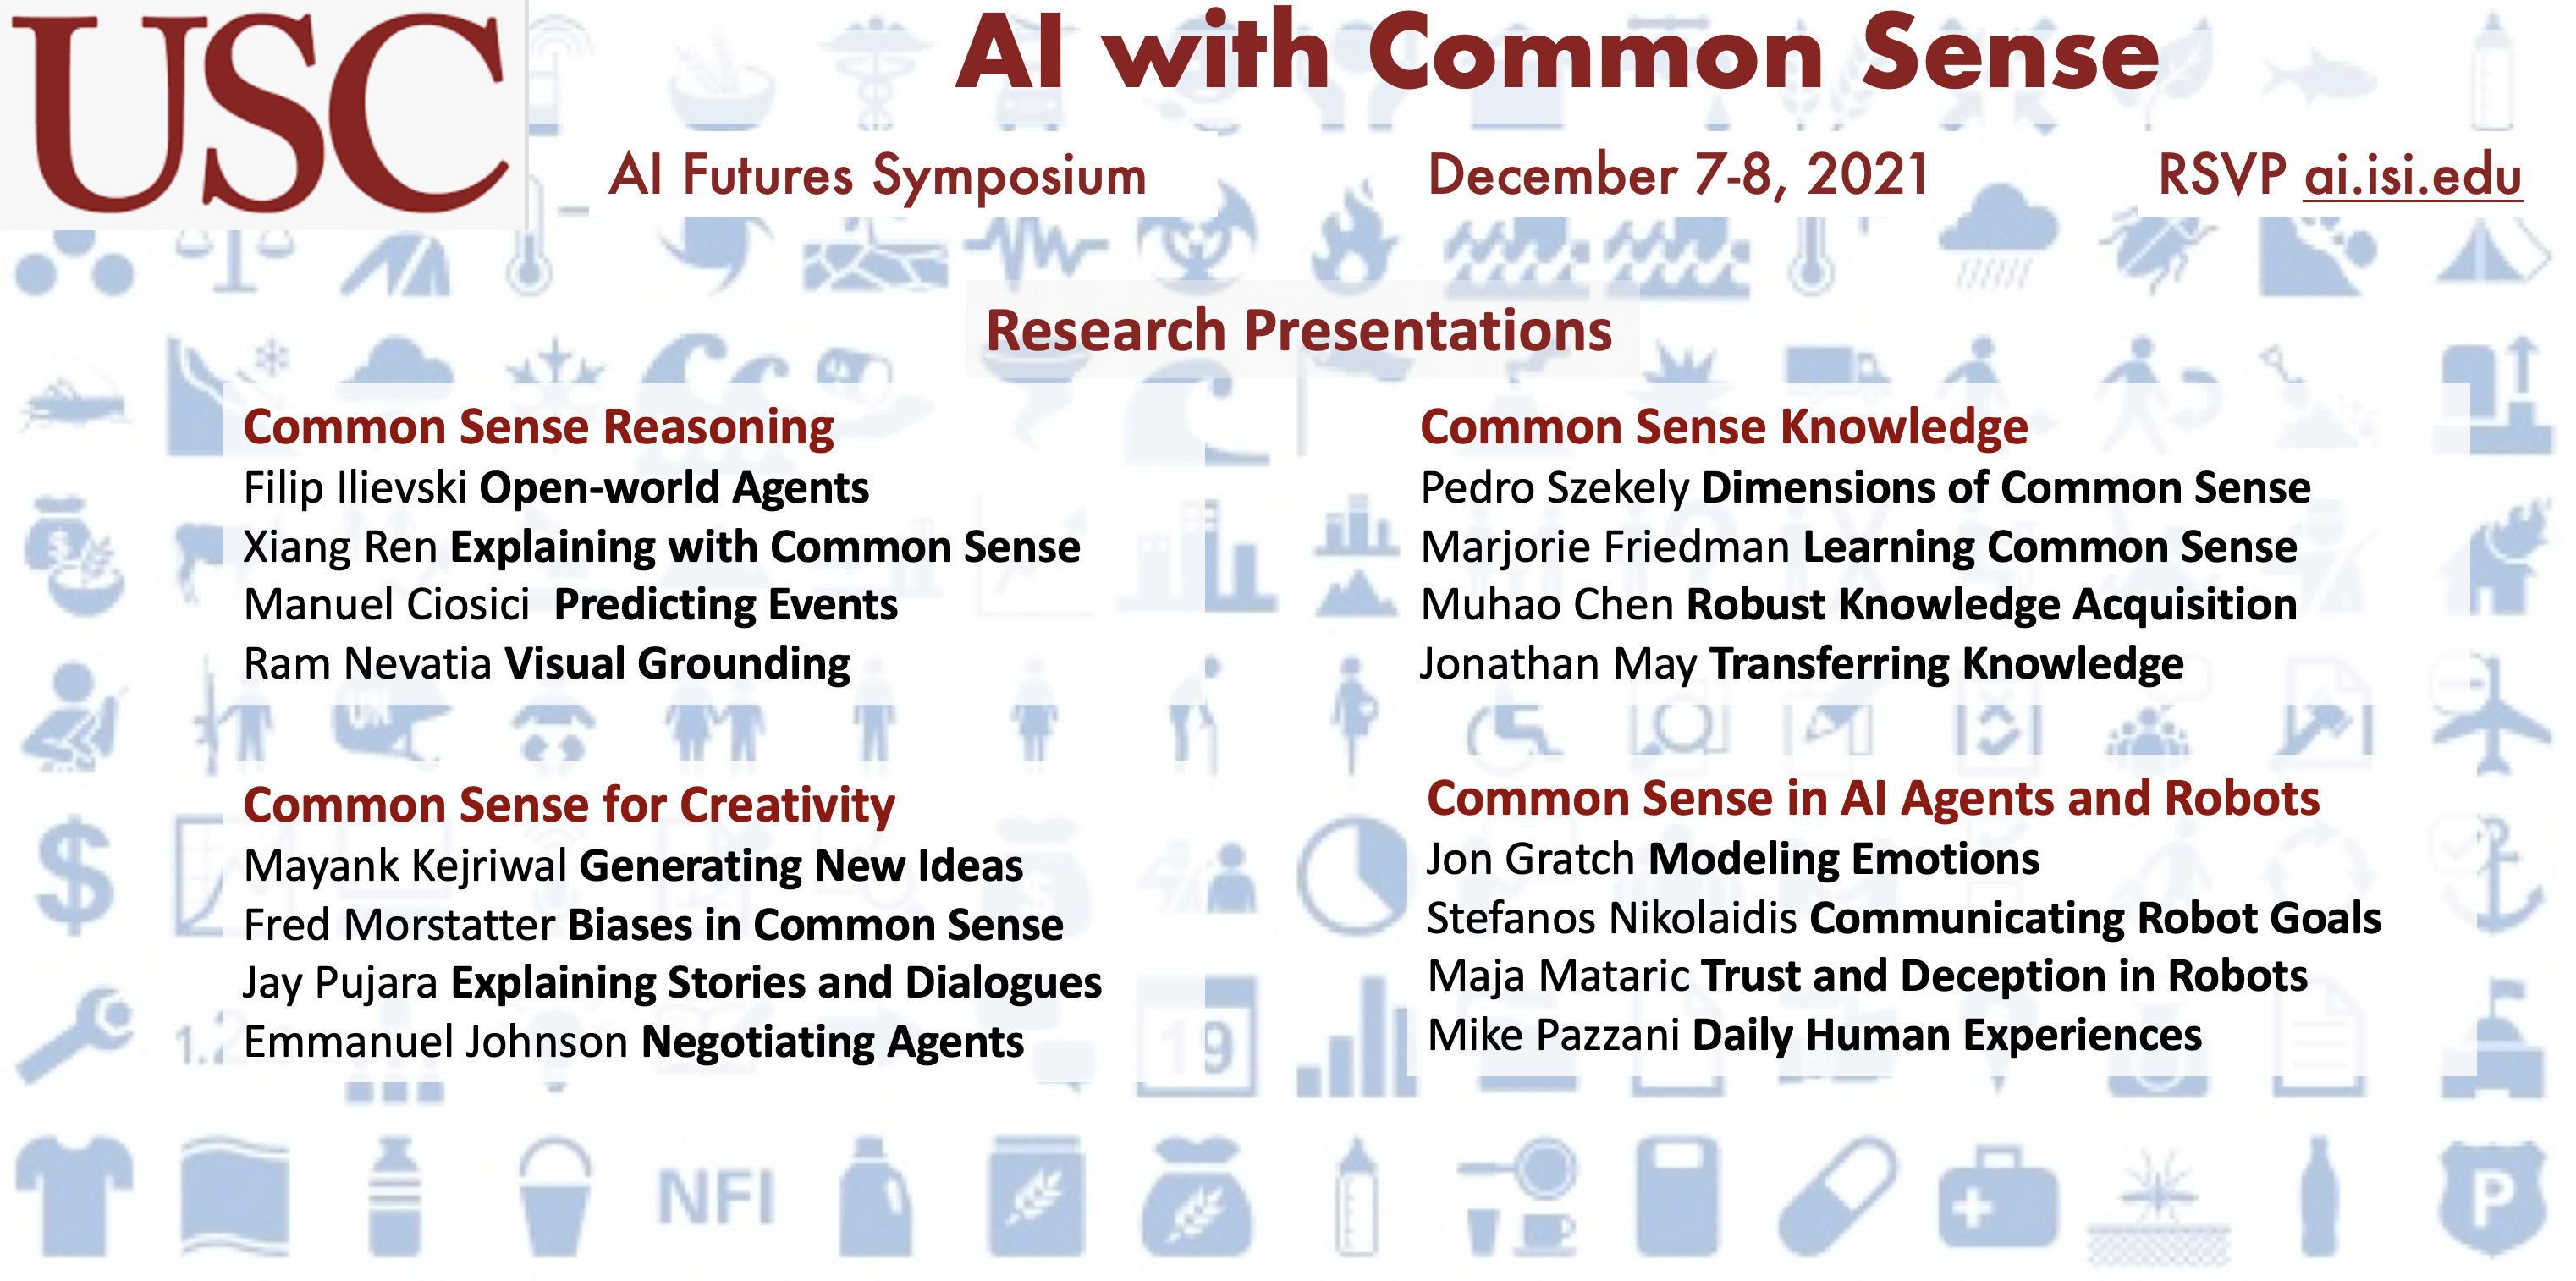 USC
AI with Common Sense
AI Futures Symposium
December 7-8, 2021
RSVP ai.isi.edu
Research Presentations
Common Sense Reasoning
Filip Ilievski Open-world Agents
Xiang Ren Explaining with Common Sense
Manuel Ciosici  Predicting Events
Ram Nevatia Visual Grounding
Common Sense Knowledge
Pedro Szekely Dimensions of Common Sense
Marjorie Friedman Learning Common Sense
Muhao Chen Robust Knowledge Acquisition
Jonathan May Transferring Knowledge
Common Sense for Creativity
Mayank Kejriwal Generating New Ideas
Fred Morstatter Biases in Common Sense
Jay Pujara Explaining Stories and Dialogues
Emmanuel Johnson Negotiating Agents
Common Sense in AI Agents and Robots
Jon Gratch Modeling Emotions
Stefanos Nikolaidis Communicating Robot Goals
Maja Mataric Trust and Deception in Robots
Mike Pazzani Daily Human Experiences
UN
$
$
1.2
19
NFI
P